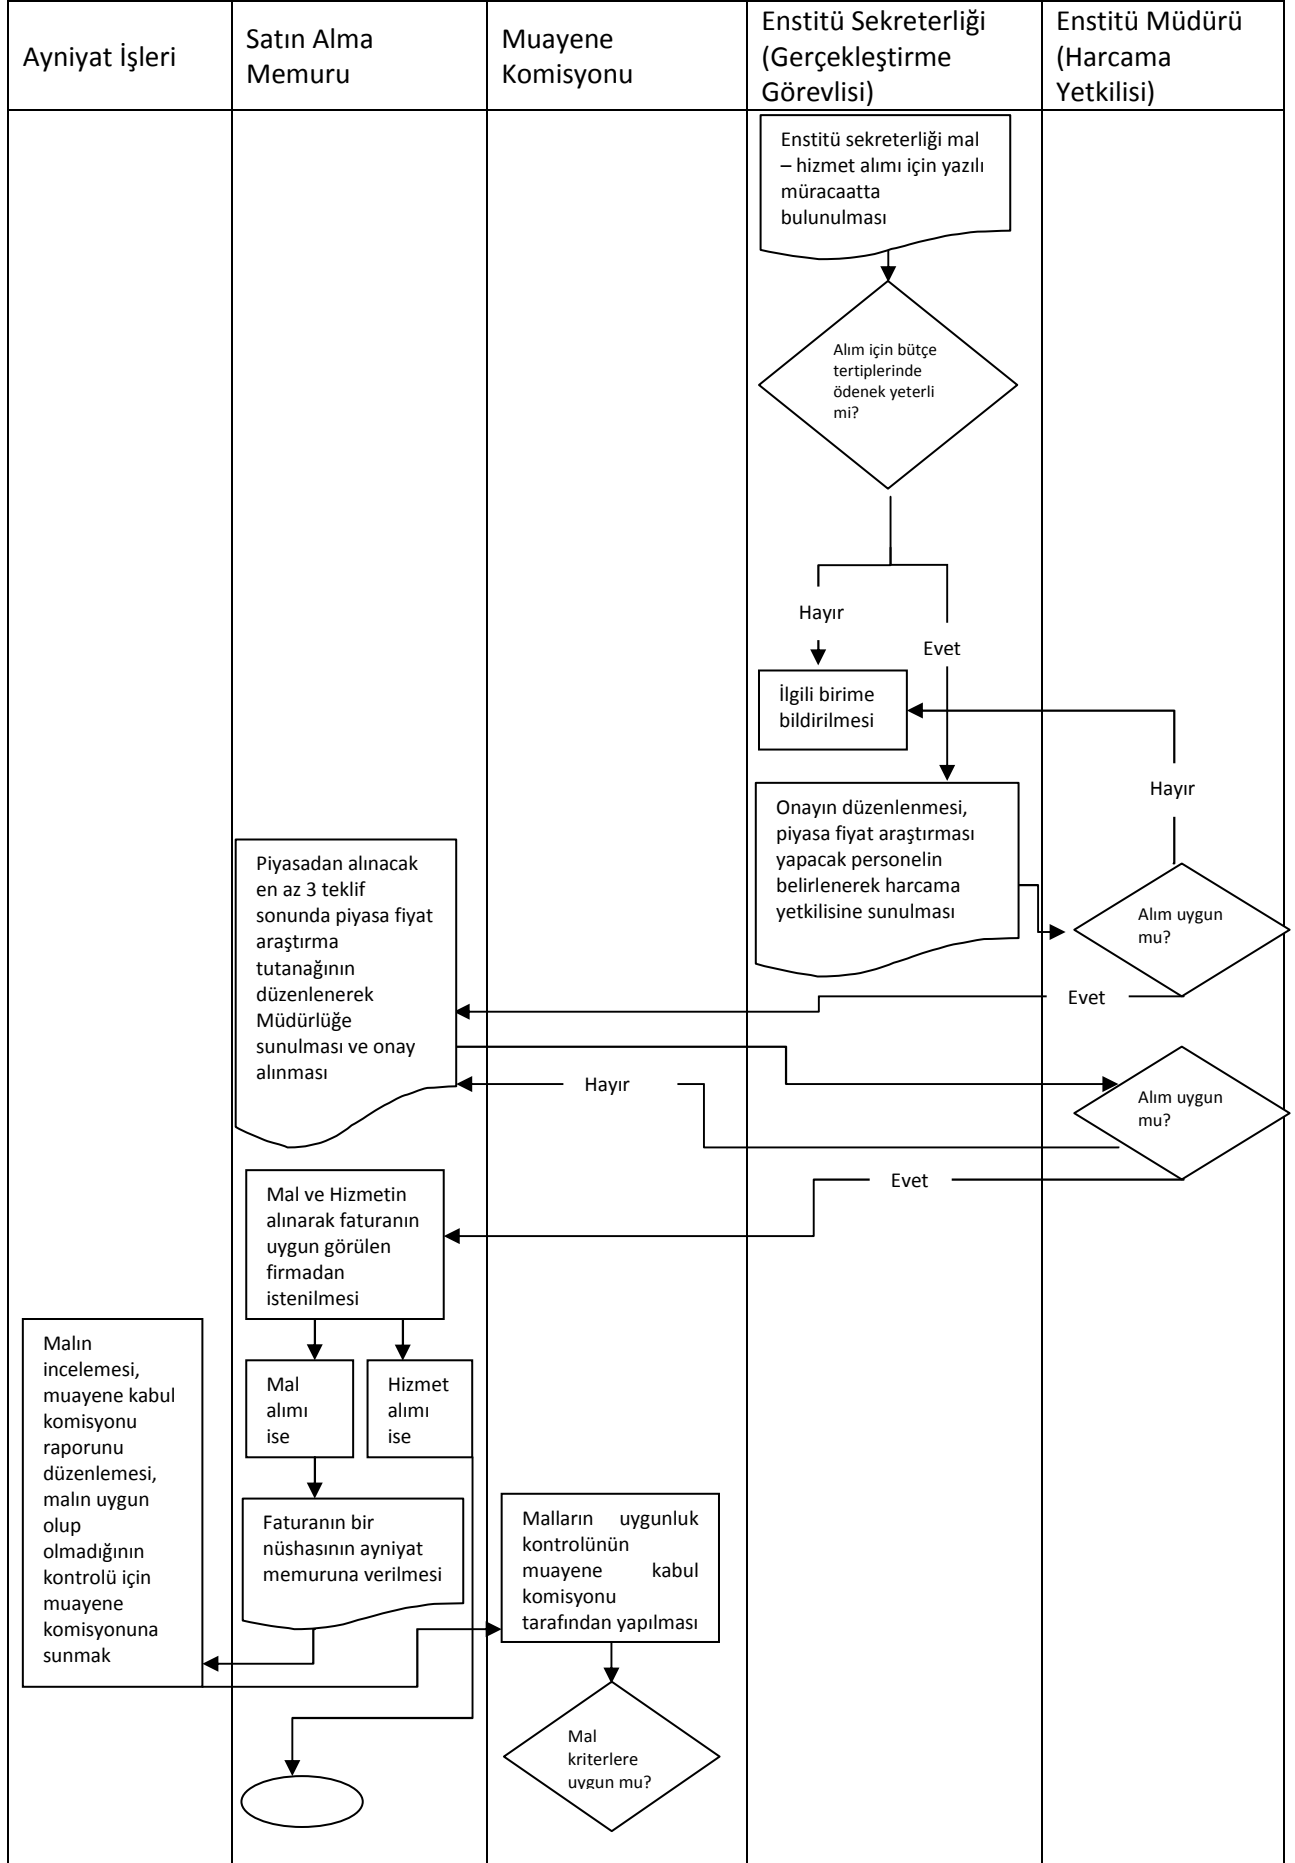 Ayniyat İşleri
Satın Alma
Memuru
Muayene
Komisyonu
Enstitü Sekreterliği
(Gerçekleştirme
Görevlisi)
Enstitü Müdürü
(Harcama
Yetkilisi)
Enstitü sekreterliği mal
– hizmet alımı için yazılı
müracaatta
bulunulması
Alım için bütçe
tertiplerinde
ödenek yeterli
mi?
Hayır
Evet
İlgili birime
bildirilmesi
Hayır
Onayın düzenlenmesi,
piyasa fiyat araştırması
yapacak personelin
belirlenerek harcama
yetkilisine sunulması
Alım uygun
mu?
Evet
Piyasadan alınacak
en az 3 teklif
sonunda piyasa fiyat
araştırma
tutanağının
düzenlenerek
Müdürlüğe
sunulması ve onay
alınması
Hayır
Alım uygun
mu?
Evet
Mal ve Hizmetin
alınarak faturanın
uygun görülen
firmadan
istenilmesi
Mal
alımı
ise
Hizmet
alımı
ise
Faturanın bir
nüshasının ayniyat
memuruna verilmesi
Malın
incelemesi,
muayene kabul
komisyonu
raporunu
düzenlemesi,
malın uygun
olup
olmadığının
kontrolü için
muayene
komisyonuna
sunmak
Malların uygunluk
kontrolünün
muayene kabul
komisyonu
tarafından yapılması
Mal
kriterlere
uygun mu?